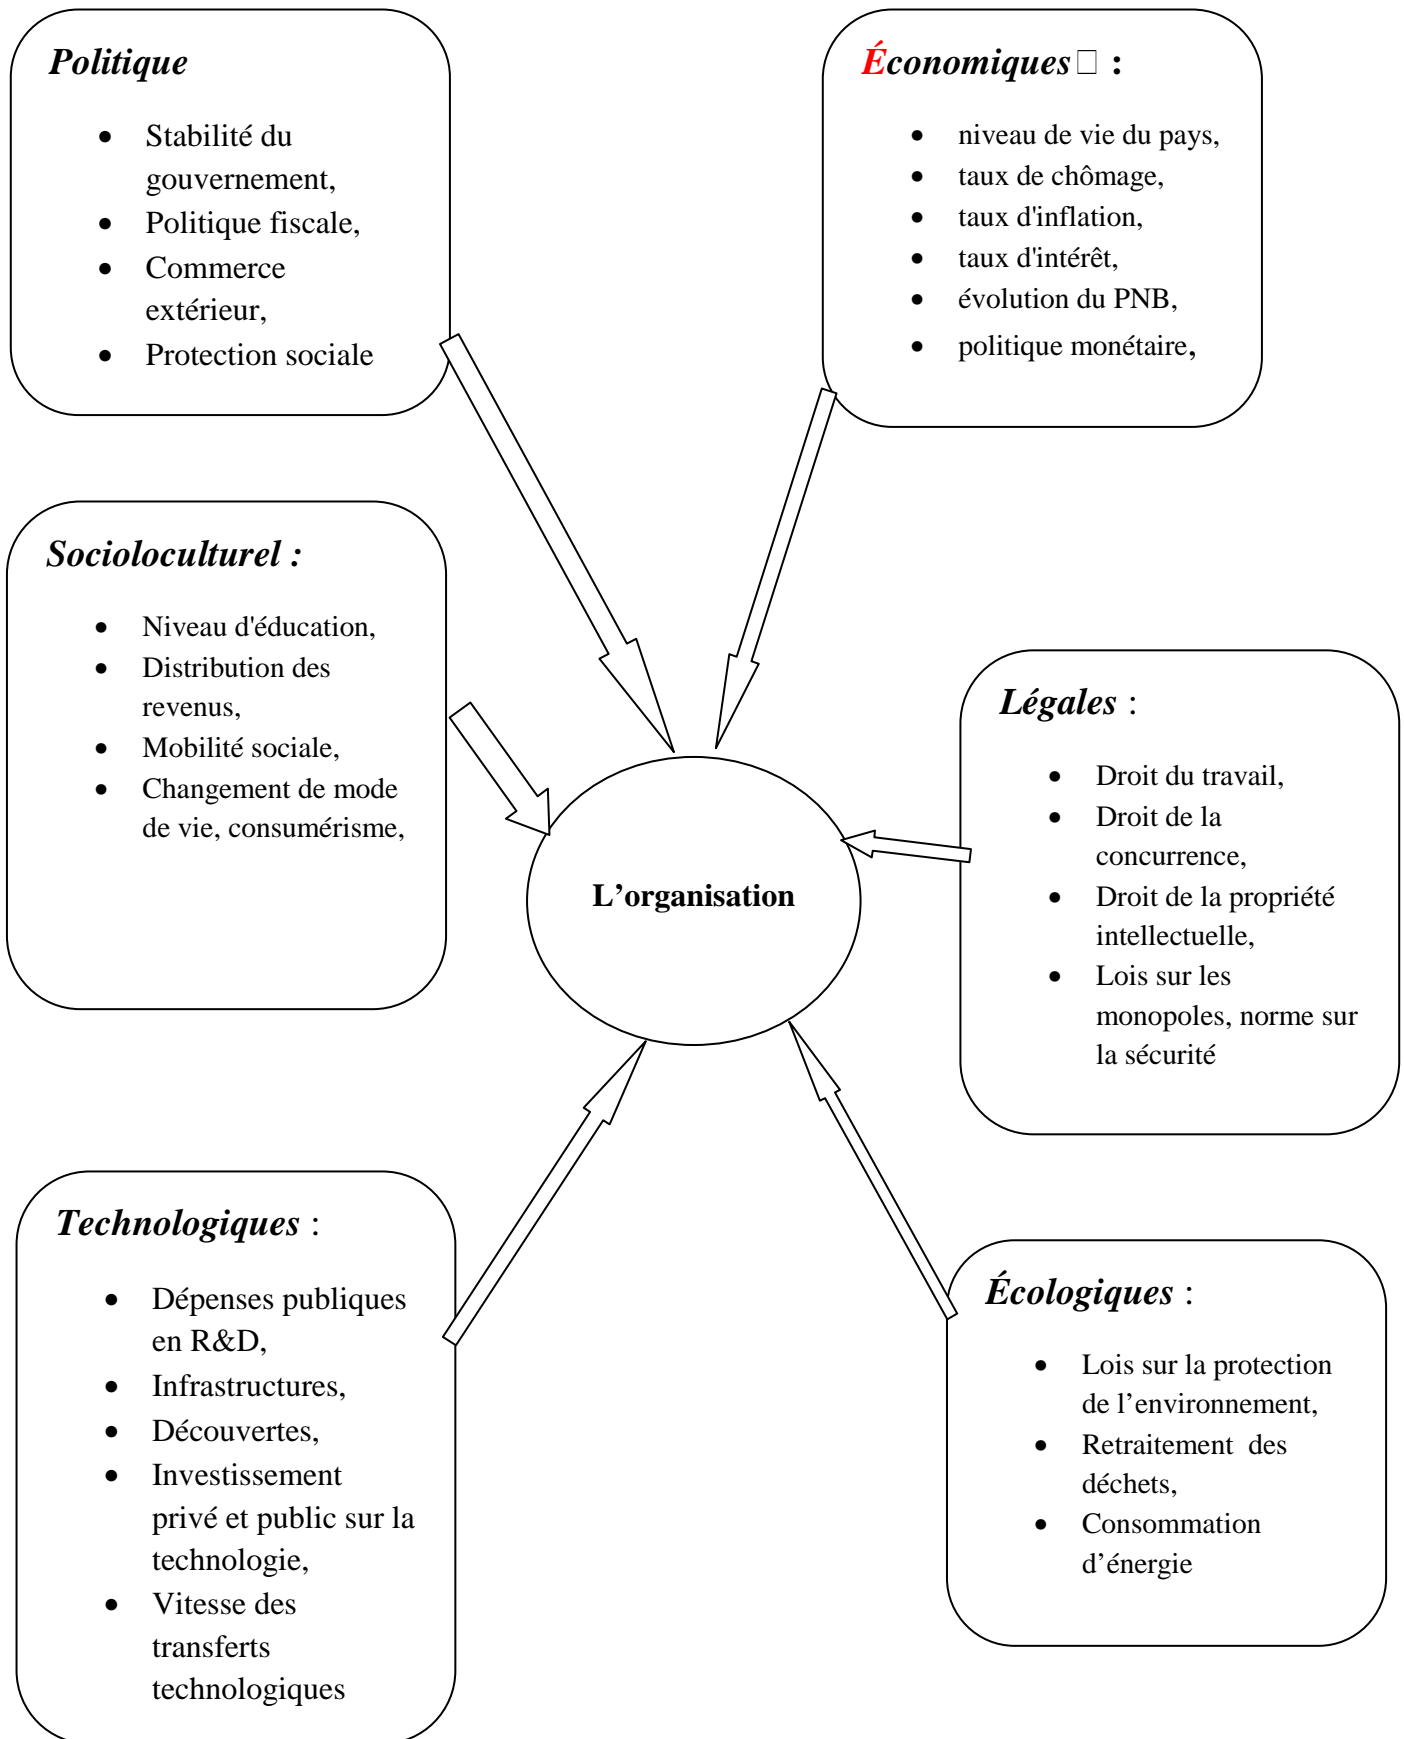 Politique
• Stabilité du
gouvernement,
• Politique fiscale,
• Commerce
extérieur,
• Protection sociale
Économiques□ :
• niveau de vie du pays,
• taux de chômage,
• taux d'inflation,
• taux d'intérêt,
• évolution du PNB,
• politique monétaire,
Socioloculturel :
• Niveau d'éducation,
• Distribution des
revenus,
• Mobilité sociale,
• Changement de mode
de vie, consumérisme,
Légales :
• Droit du travail,
• Droit de la
concurrence,
• Droit de la propriété
intellectuelle,
• Lois sur les
monopoles, norme sur
la sécurité
L’organisation
Technologiques :
• Dépenses publiques
en R&D,
• Infrastructures,
• Découvertes,
• Investissement
privé et public sur la
technologie,
• Vitesse des
transferts
technologiques
Écologiques :
• Lois sur la protection
de l’environnement,
• Retraitement des
déchets,
• Consommation
d’énergie